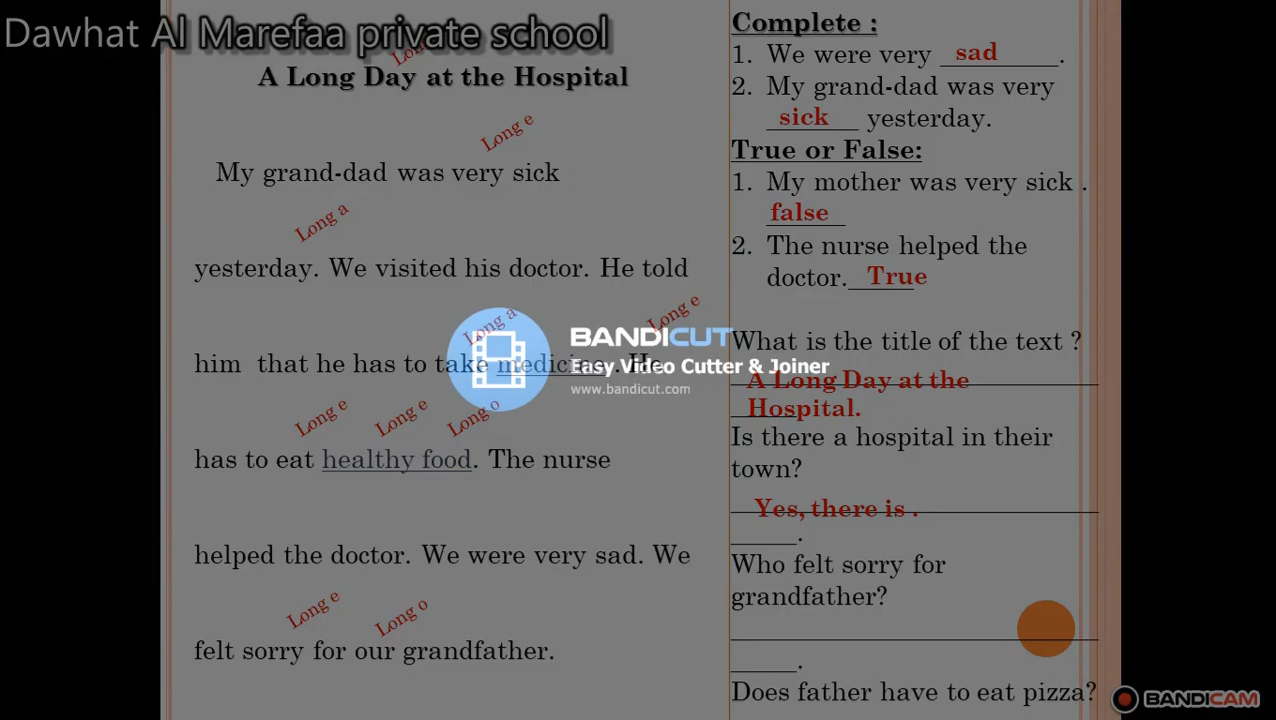 Dawhat Al Marefaa private school
Long
A Long Day at the Hospital
Long e
My grand-dad was very sick
Long a
yesterday. We visited his doctor. He told
Long a
Long e
him that he has to take medicine . He
Long e Long e Long o
has to eat healthy food. The nurse
helped the doctor. We were very sad. We
Long e Long o
felt sorry for our grandfather.
Complete :
1. We were very sad.
2. My grand-dad was very
sick yesterday.
True or False:
1. My mother was very sick .
false
2. The nurse helped the
doctor. True
What is the title of the text ?
A Long Day at the
Hospital.
Is there a hospital in their
town?
Yes, there is .
.
Who felt sorry for
grandfather?
.
Does father have to eat pizza?
BANDICUT
Easy Video Cutter & Joiner
www.bandicut.com
BANDICAM